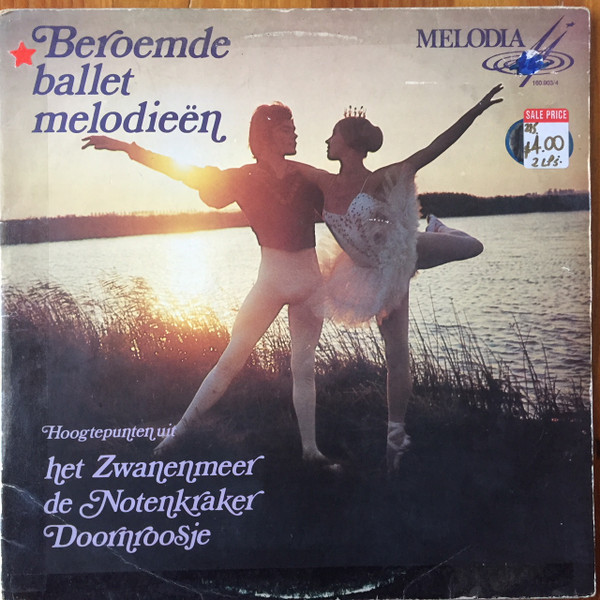 Beroemde
ballet
melodieën
MELODIA
SALE PRICE
4.00
2 LPs.
Hoogtepunten uit
het Zwanenmeer
de Notenkraker
Doornroosje